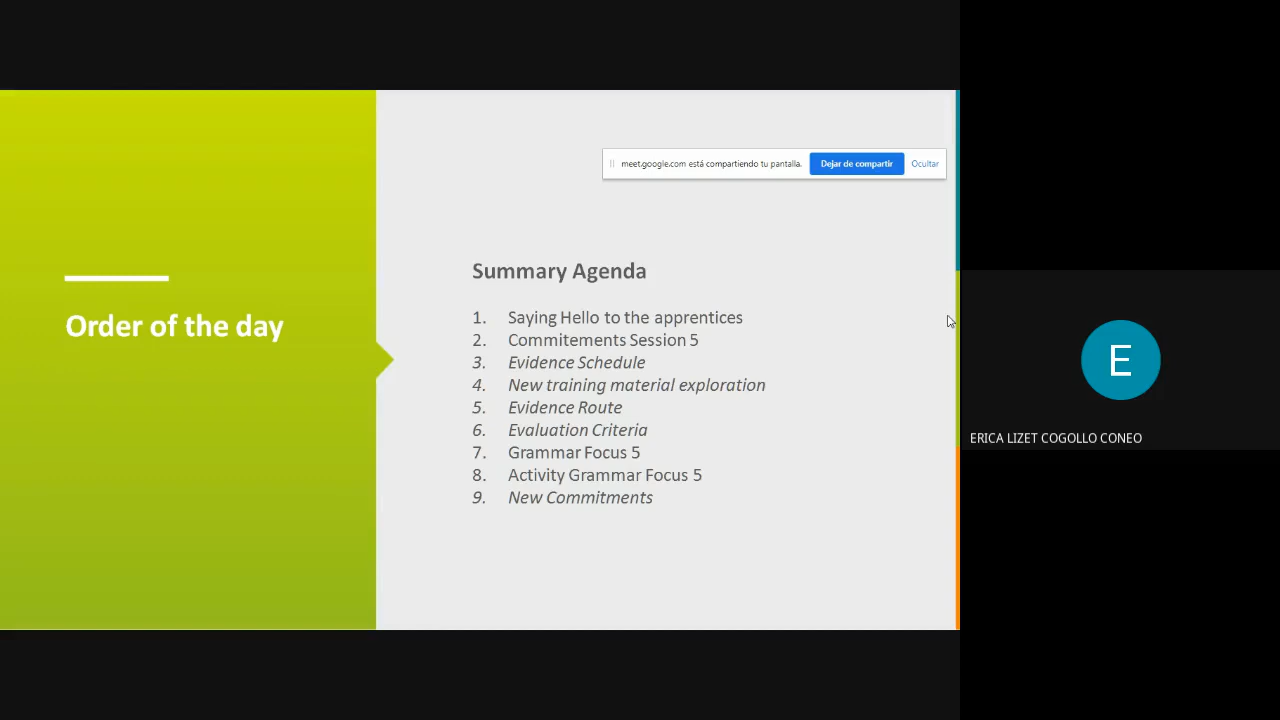 meet.google.com está compartiendo tu pantalla.
Dejar de compartir
Ocultar
Order of the day
Summary Agenda
1. Saying Hello to the apprentices
2. Commitements Session 5
3. Evidence Schedule
4. New training material exploration
5. Evidence Route
6. Evaluation Criteria
7. Grammar Focus 5
8. Activity Grammar Focus 5
9. New Commitments
E
ERICA LIZET COGOLLO CONEO